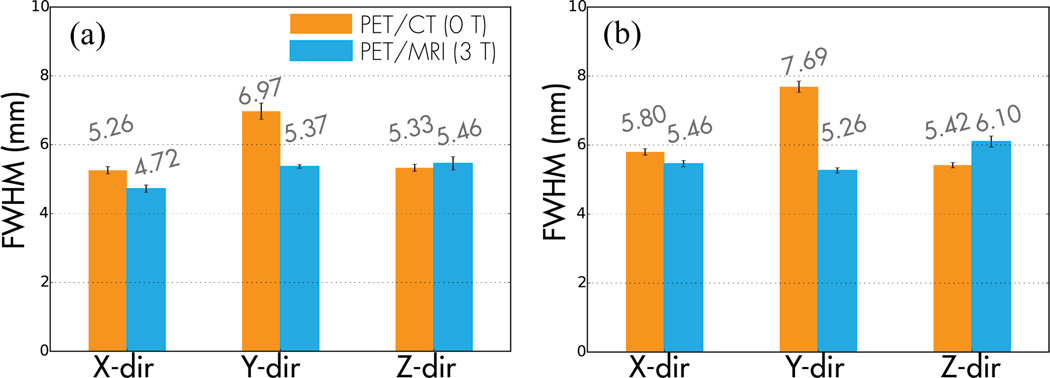 (a)
PET/CT (0 T)
PET/MRI (3 T)
FWHM (mm)
10
8
6
4
2
0
5.26
4.72
6.97
5.37
5.33
5.46
X-dir
Y-dir
Z-dir
(b)
FWHM (mm)
10
8
6
4
2
0
5.80
5.46
7.69
5.26
5.42
6.10
X-dir
Y-dir
Z-dir